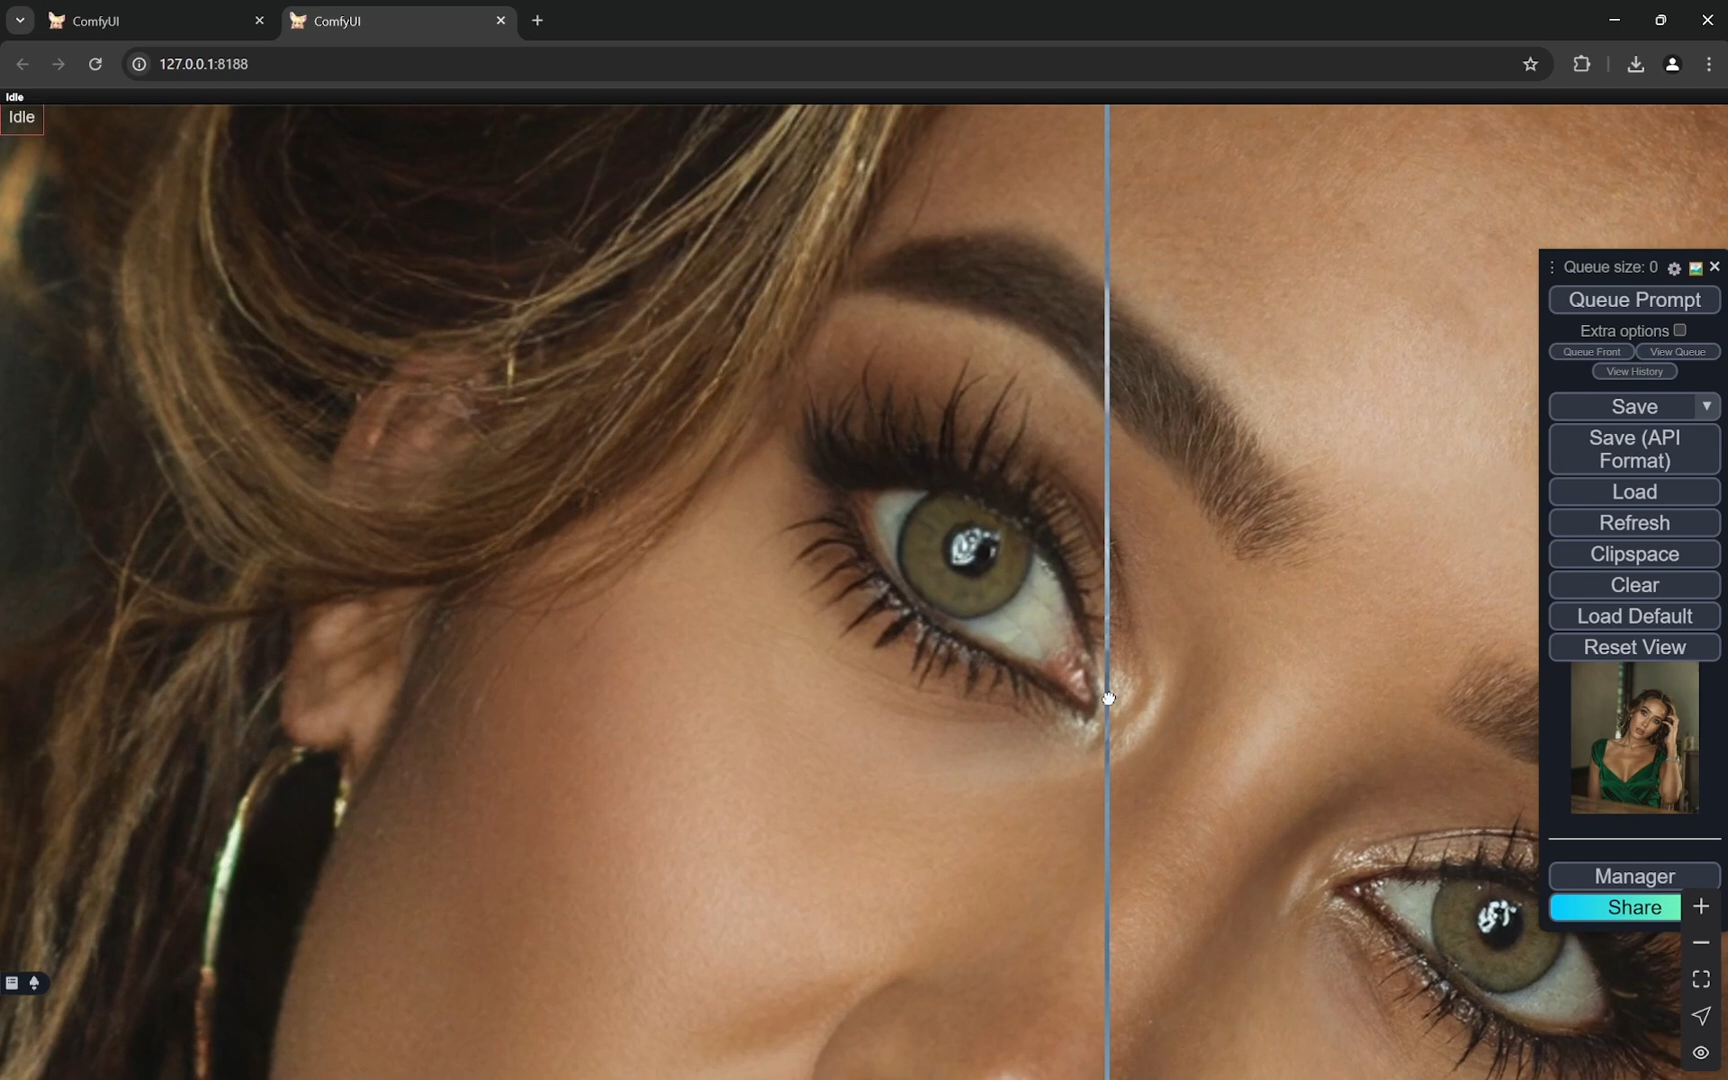 ComfyUI
ComfyUI
127.0.0.1:8188
Idle
Idle
Queue size: 0
Queue Prompt
Extra options
Queue Front
View Queue
View History
Save
Save (API
Format)
Load
Refresh
Clipspace
Clear
Load Default
Reset View
Manager
Share